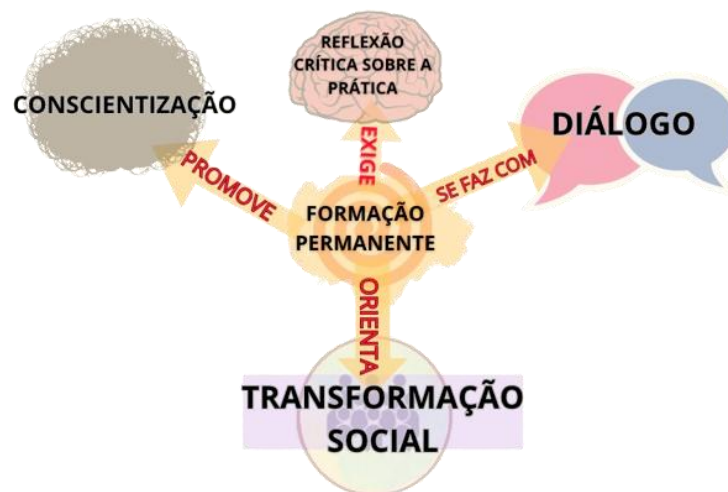 REFLEXÃO
CRÍTICA SOBRE A
PRÁTICA
CONSCIENTIZAÇÃO
DIÁLOGO
PROMOVE
EXIGE
SE FAZ COM
FORMAÇÃO
PERMANENTE
ORIENTA
TRANSFORMAÇÃO
SOCIAL